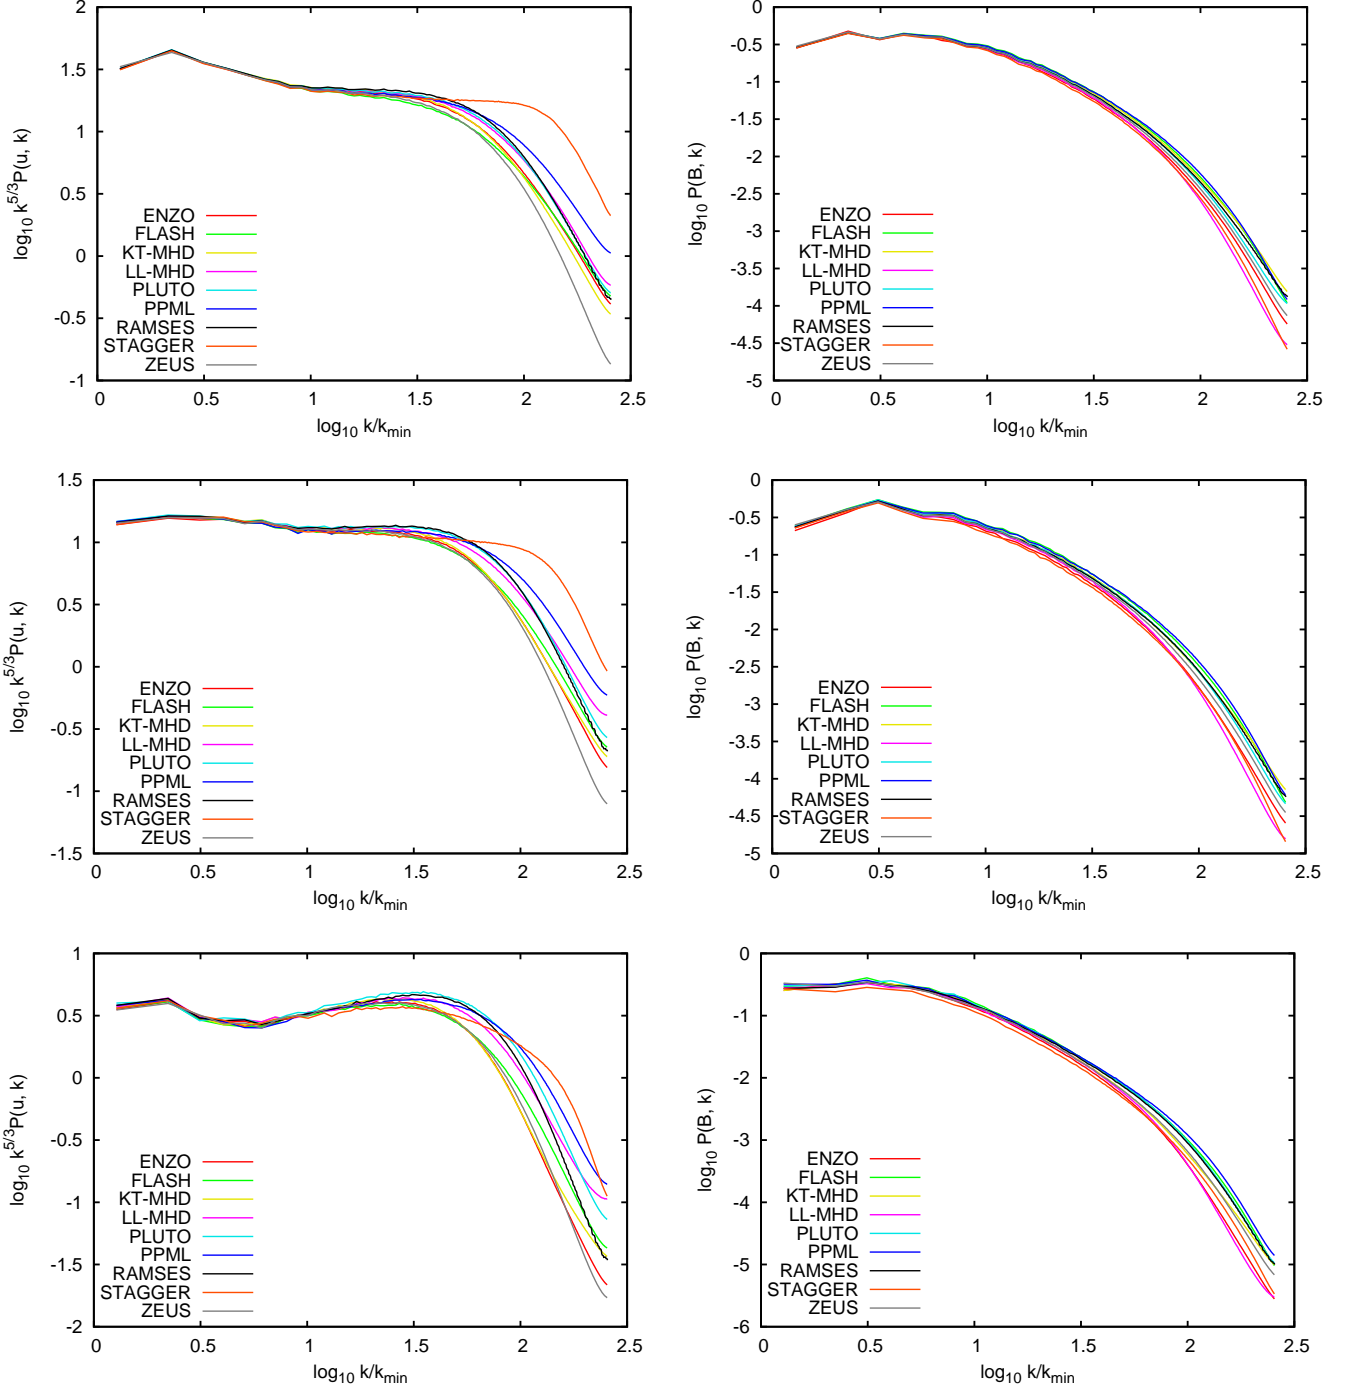 2
1.5
1
0.5
0
-0.5
-1
log10 k^5/3P(u, k)
ENZO
FLASH
KT-MHD
LL-MHD
PLUTO
PPML
RAMSES
STAGGER
ZEUS
0 0.5 1 1.5 2 2.5
log10 k/kmin
0
-0.5
-1
-1.5
-2
-2.5
-3
-3.5
-4
-4.5
-5
log10 P(B, k)
ENZO
FLASH
KT-MHD
LL-MHD
PLUTO
PPML
RAMSES
STAGGER
ZEUS
0 0.5 1 1.5 2 2.5
log10 k/kmin
1.5
1
0.5
0
-0.5
-1
-1.5
log10 k^5/3P(u, k)
ENZO
FLASH
KT-MHD
LL-MHD
PLUTO
PPML
RAMSES
STAGGER
ZEUS
0 0.5 1 1.5 2 2.5
log10 k/kmin
0
-0.5
-1
-1.5
-2
-2.5
-3
-3.5
-4
-4.5
-5
log10 P(B, k)
ENZO
FLASH
KT-MHD
LL-MHD
PLUTO
PPML
RAMSES
STAGGER
ZEUS
0 0.5 1 1.5 2 2.5
log10 k/kmin
1
0.5
0
-0.5
-1
-1.5
-2
log10 k^5/3P(u, k)
ENZO
FLASH
KT-MHD
LL-MHD
PLUTO
PPML
RAMSES
STAGGER
ZEUS
0 0.5 1 1.5 2 2.5
log10 k/kmin
0
-1
-2
-3
-4
-5
-6
log10 P(B, k)
ENZO
FLASH
KT-MHD
LL-MHD
PLUTO
PPML
RAMSES
STAGGER
ZEUS
0 0.5 1 1.5 2 2.5
log10 k/kmin